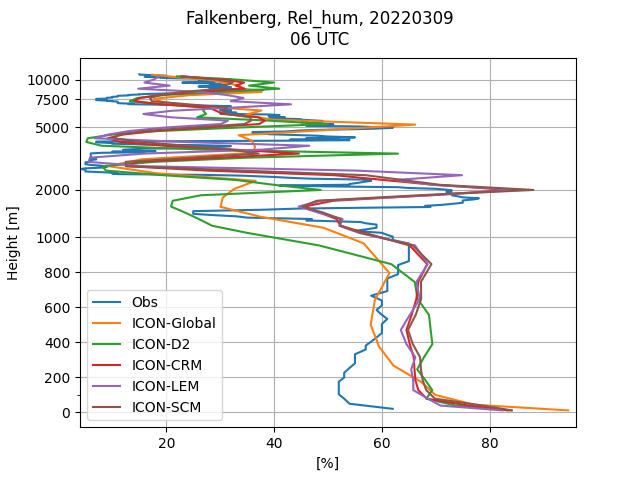 Falkenberg, Rel_hum, 20220309
06 UTC
10000
7500
5000
2000
1000
800
600
400
200
0
Height [m]
Obs
ICON-Global
ICON-D2
ICON-CRM
ICON-LEM
ICON-SCM
20
40
60
80
[%]